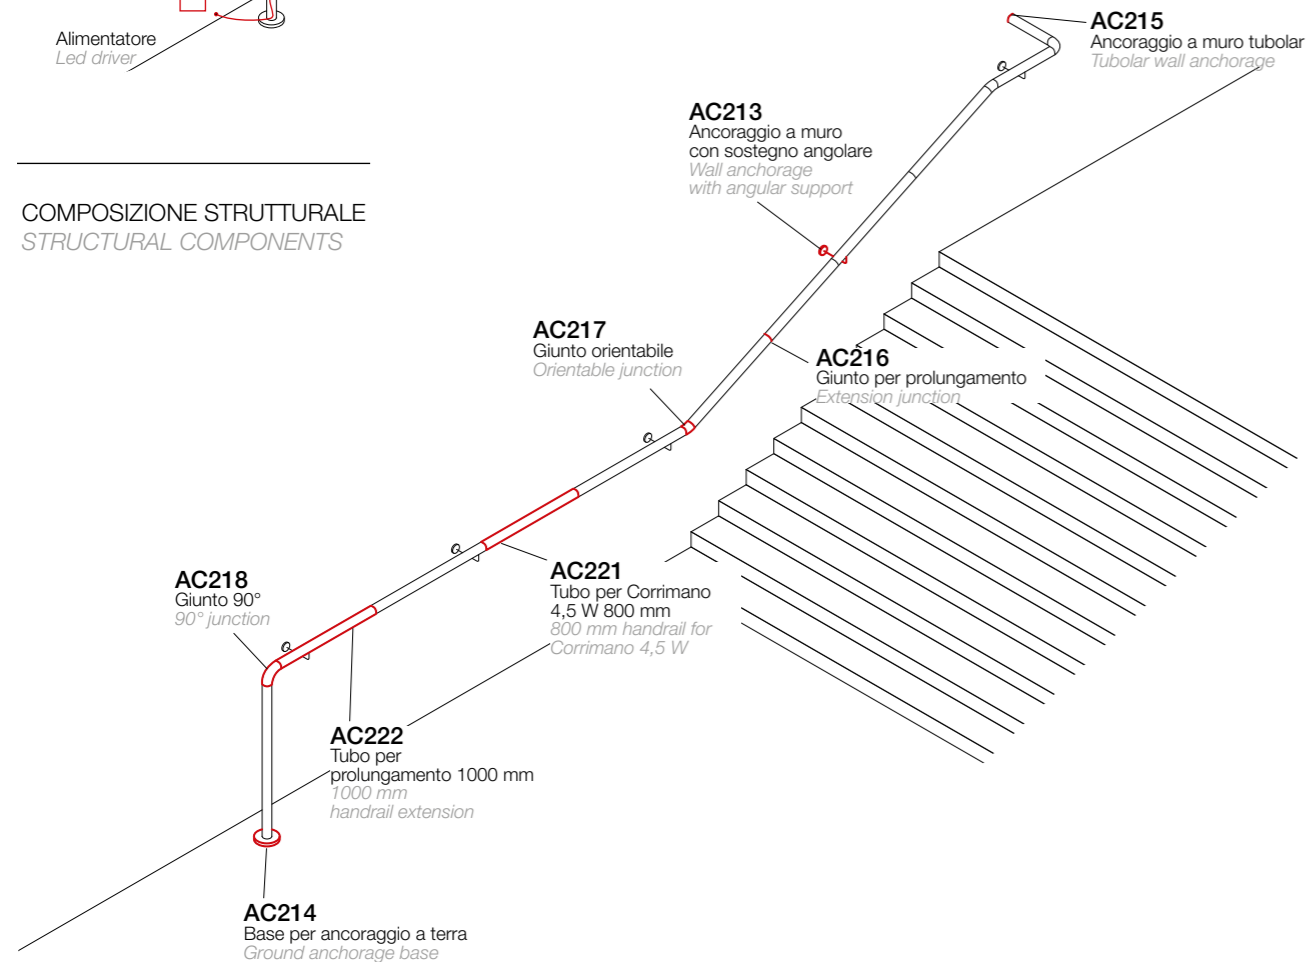 Alimentatore
Led driver
COMPOSIZIONE STRUTTURALE
STRUCTURAL COMPONENTS
AC215
Ancoraggio a muro tubolar
Tubolar wall anchorage
AC213
Ancoraggio a muro
con sostegno angolare
Wall anchorage
with angular support
AC217
Giunto orientabile
Orientable junction
AC216
Giunto per prolungamento
Extension junction
AC221
Tubo per Corrimano
4,5 W 800 mm
800 mm handrail for
Corrimano 4,5 W
AC218
Giunto 90°
90° junction
AC222
Tubo per
prolungamento 1000 mm
1000 mm
handrail extension
AC214
Base per ancoraggio a terra
Ground anchorage base